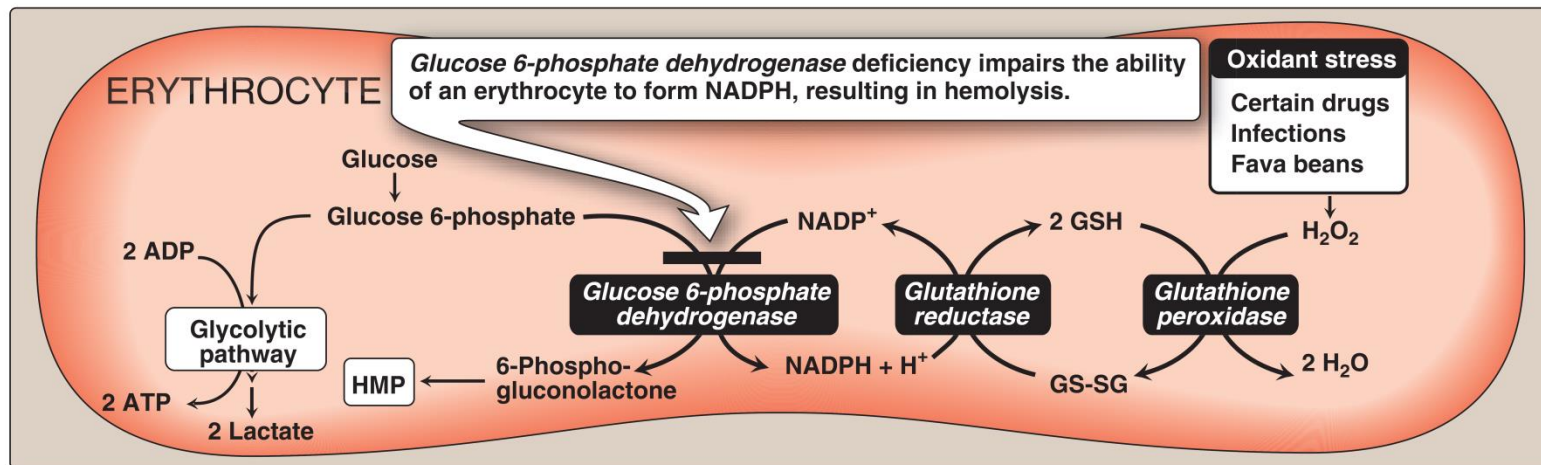 ERYTHROCYTE
Glucose 6-phosphate dehydrogenase deficiency impairs the ability
of an erythrocyte to form NADPH, resulting in hemolysis.
Oxidant stress
Certain drugs
Infections
Fava beans
Glucose
Glucose 6-phosphate
NADP⁺
2 GSH
H₂O₂
2 ADP
Glycolytic
pathway
Glucose 6-phosphate
dehydrogenase
Glutathione
reductase
Glutathione
peroxidase
2 ATP
2 Lactate
HMP
6-Phospho-
gluconolactone
NADPH + H⁺
GS-SG
2 H₂O